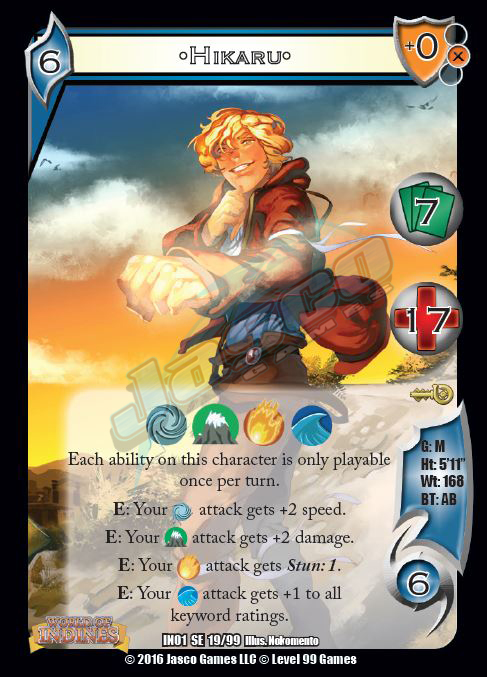 6
•HIKARU•
+0
7
17
Each ability on this character is only playable
once per turn.
E: Your attack gets +2 speed.
E: Your attack gets +2 damage.
E: Your attack gets Stun: 1.
E: Your attack gets +1 to all
keyword ratings.
G: M
Ht: 5'11"
Wt: 168
BT: AB
6
WORLD OF
INDINES
IN01 SE 19/99 Illus. Nokomento
© 2016 Jasco Games LLC © Level 99 Games
Jasco